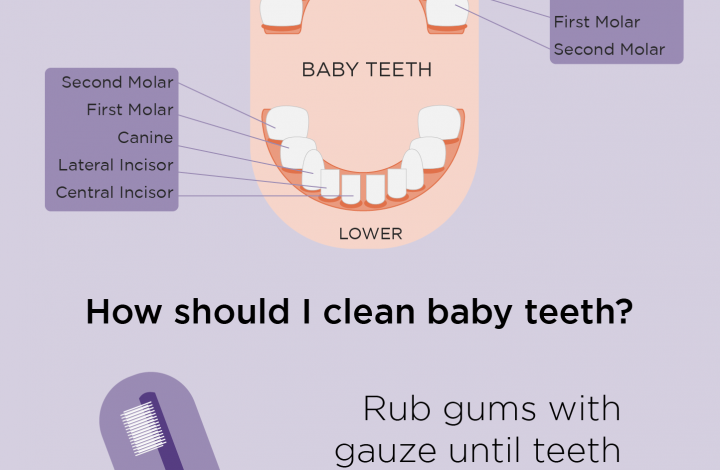 First Molar
Second Molar
BABY TEETH
Second Molar
First Molar
Canine
Lateral Incisor
Central Incisor
LOWER
How should I clean baby teeth?
Rub gums with
gauze until teeth